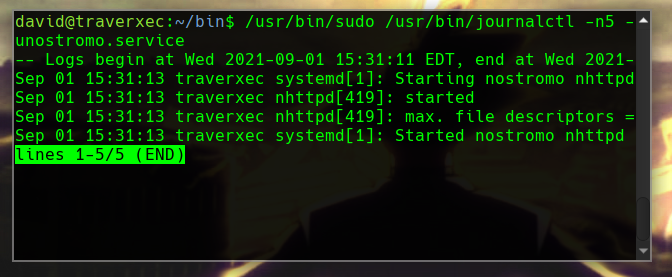 david@traverxec:~/bin$ /usr/bin/sudo /usr/bin/journalctl -n5 -
unostromo.service
-- Logs begin at Wed 2021-09-01 15:31:11 EDT, end at Wed 2021-
Sep 01 15:31:13 traverxec systemd[1]: Starting nostromo nhttpd
Sep 01 15:31:13 traverxec nhttpd[419]: started
Sep 01 15:31:13 traverxec nhttpd[419]: max. file descriptors =
Sep 01 15:31:13 traverxec systemd[1]: Started nostromo nhttpd
lines 1-5/5 (END)